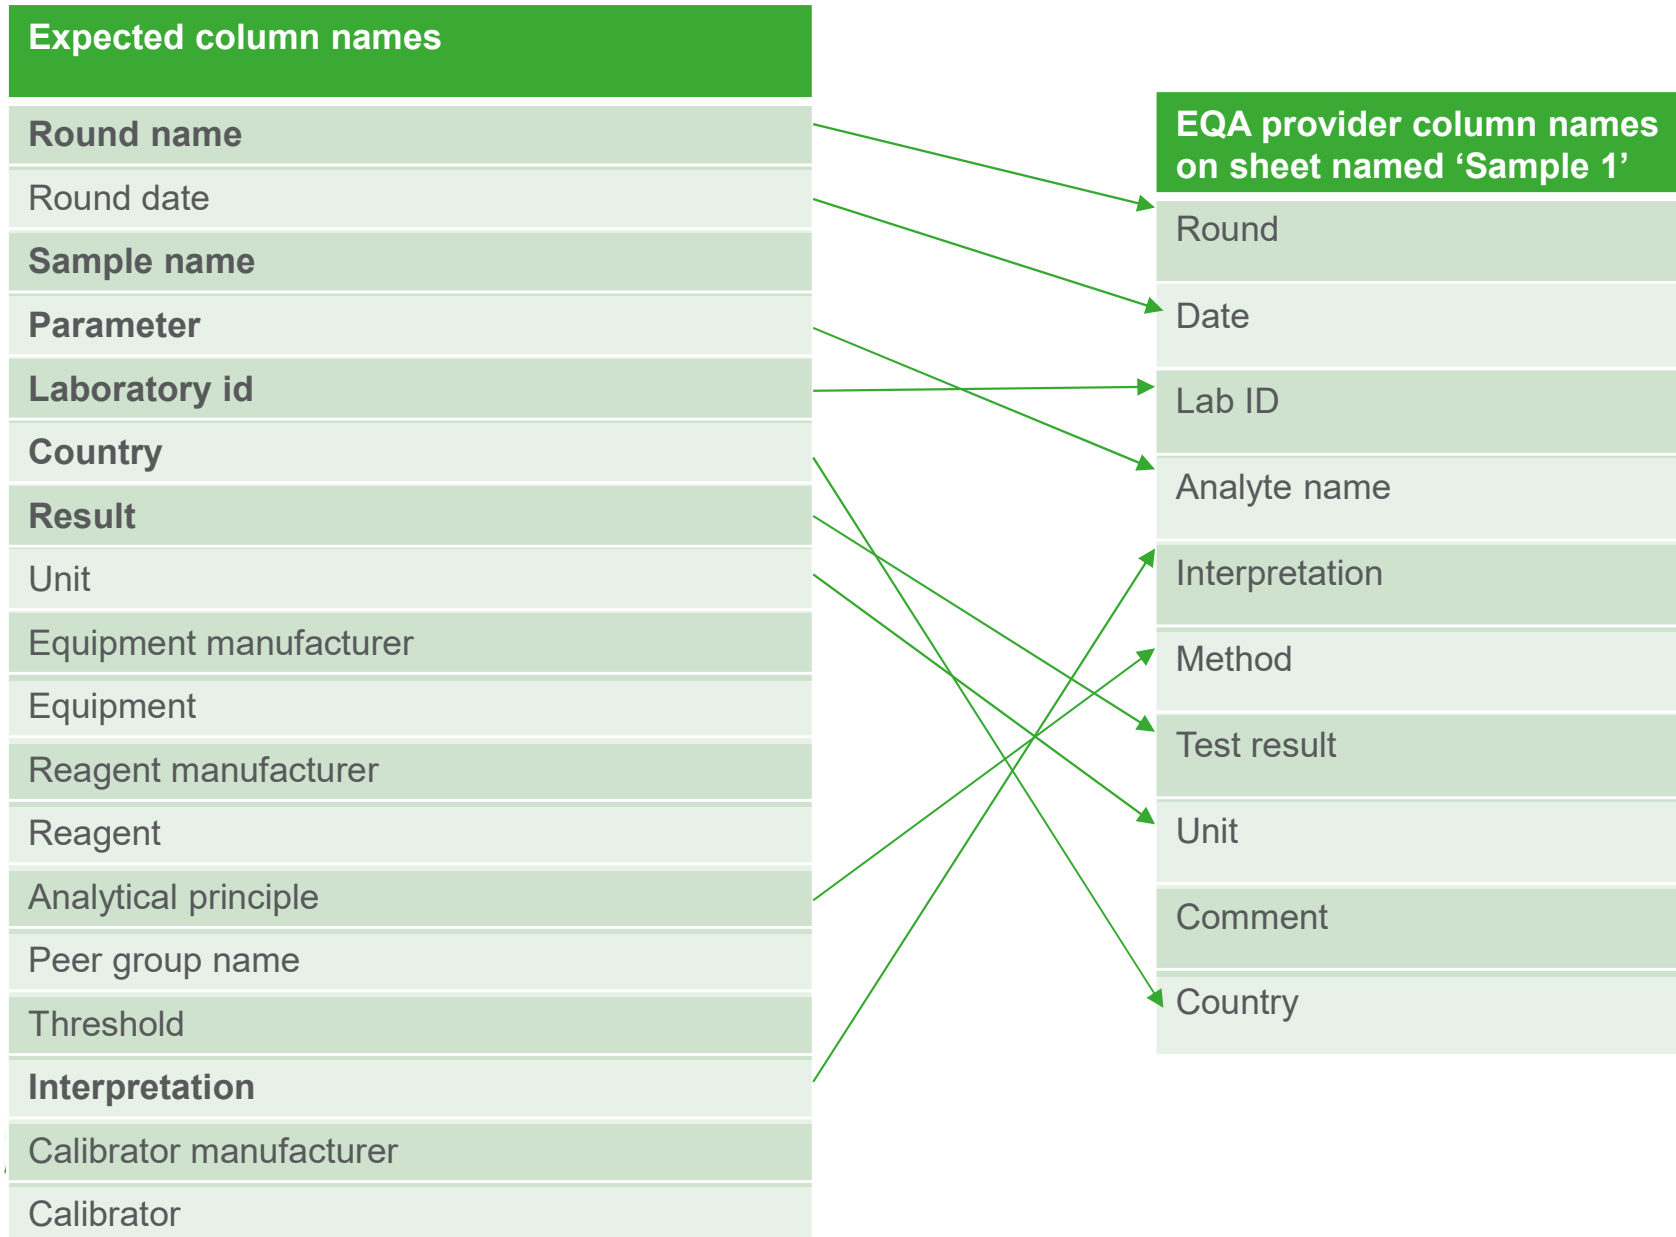 Expected column names
Round name
Round date
Sample name
Parameter
Laboratory id
Country
Result
Unit
Equipment manufacturer
Equipment
Reagent manufacturer
Reagent
Analytical principle
Peer group name
Threshold
Interpretation
Calibrator manufacturer
Calibrator
EQA provider column names
on sheet named ‘Sample 1’
Round
Date
Lab ID
Analyte name
Interpretation
Method
Test result
Unit
Comment
Country